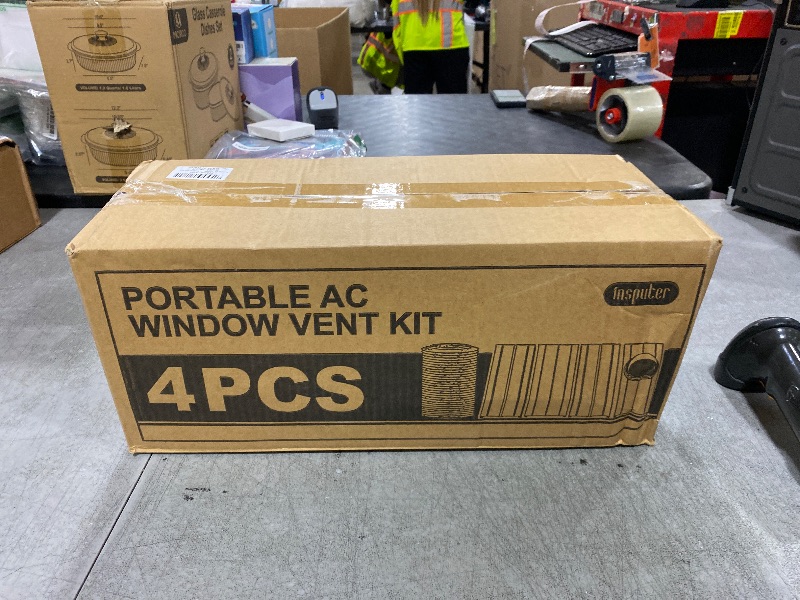 Glass Casserole
Dishes Set
PORTABLE AC
WINDOW VENT KIT
Insputer
4PCS